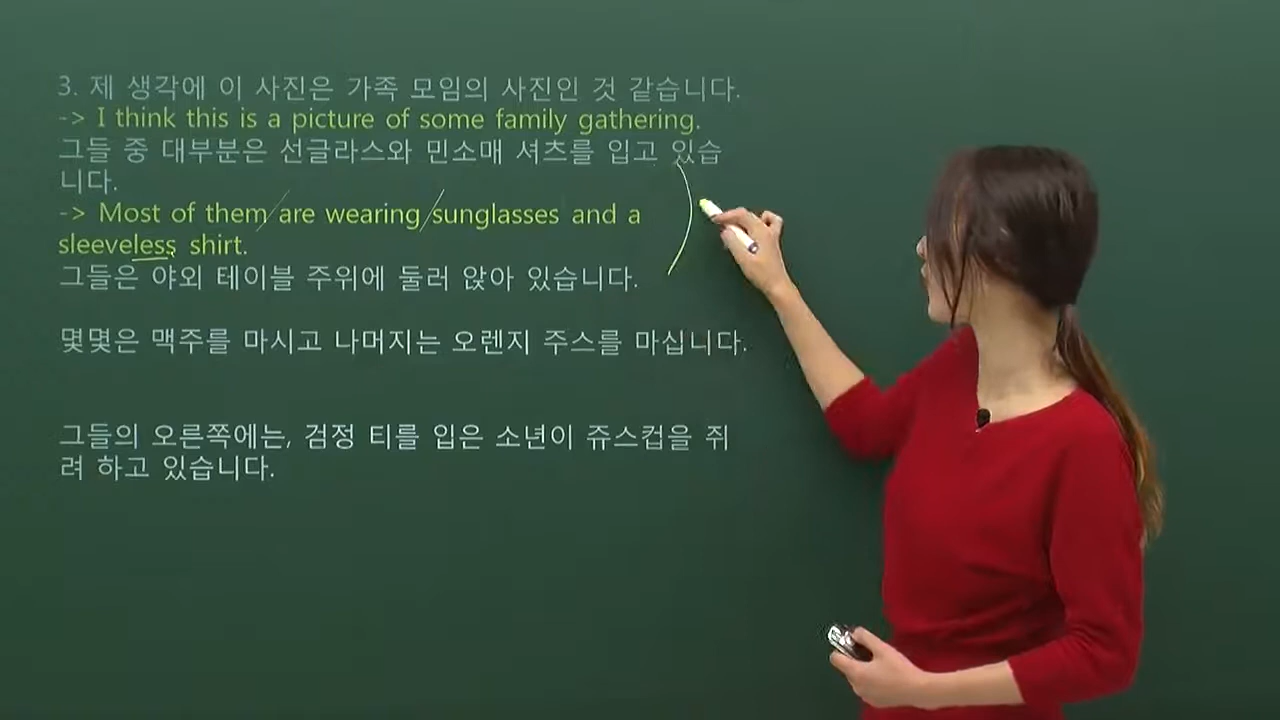 3. 제 생각에 이 사진은 가족 모임의 사진인 것 같습니다.
-> I think this is a picture of some family gathering.
그들 중 대부분은 선글라스와 민소매 셔츠를 입고 있습
니다.
-> Most of them are wearing sunglasses and a
sleeveless shirt.
그들은 야외 테이블 주위에 둘러 앉아 있습니다.
몇몇은 맥주를 마시고 나머지는 오렌지 주스를 마십니다.
그들의 오른쪽에는, 검정 티를 입은 소년이 쥬스컵을 쥐
려 하고 있습니다.